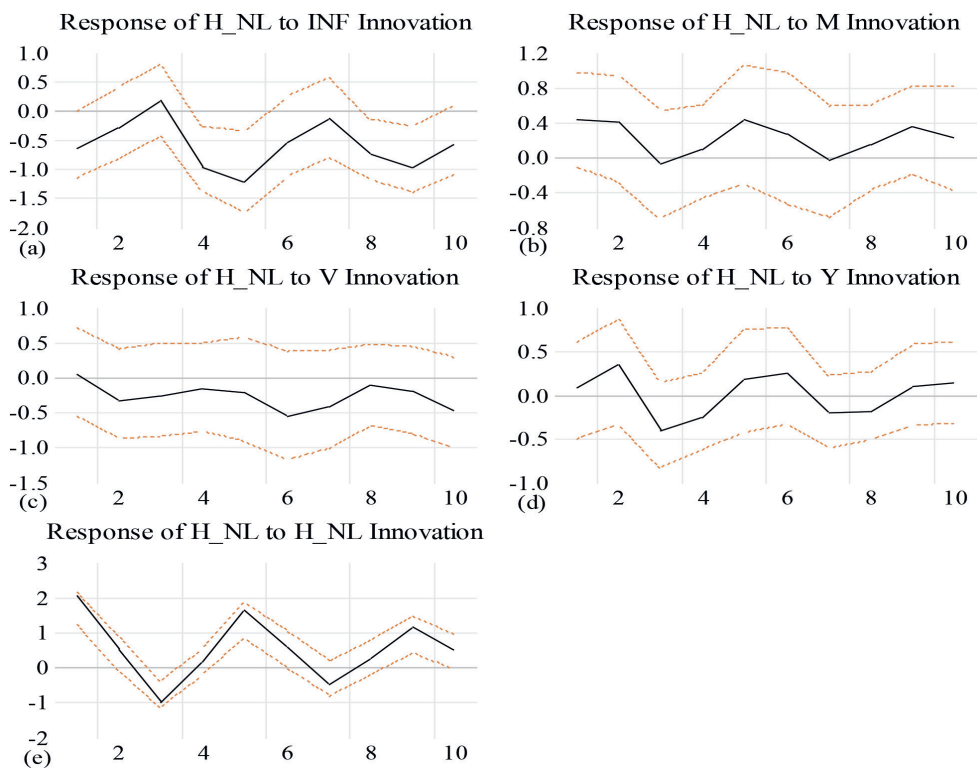 Response of H_NL to INF Innovation
1.0
0.5
0.0
-0.5
-1.0
-1.5
-2.0
(a)
2 4 6 8 10
Response of H_NL to M Innovation
1.2
0.8
0.4
0.0
-0.4
-0.8
(b)
2 4 6 8 10
Response of H_NL to V Innovation
1.0
0.5
0.0
-0.5
-1.0
-1.5
(c)
2 4 6 8 10
Response of H_NL to Y Innovation
1.0
0.5
0.0
-0.5
-1.0
(d)
2 4 6 8 10
Response of H_NL to H_NL Innovation
3
2
1
0
-1
-2
(e)
2 4 6 8 10